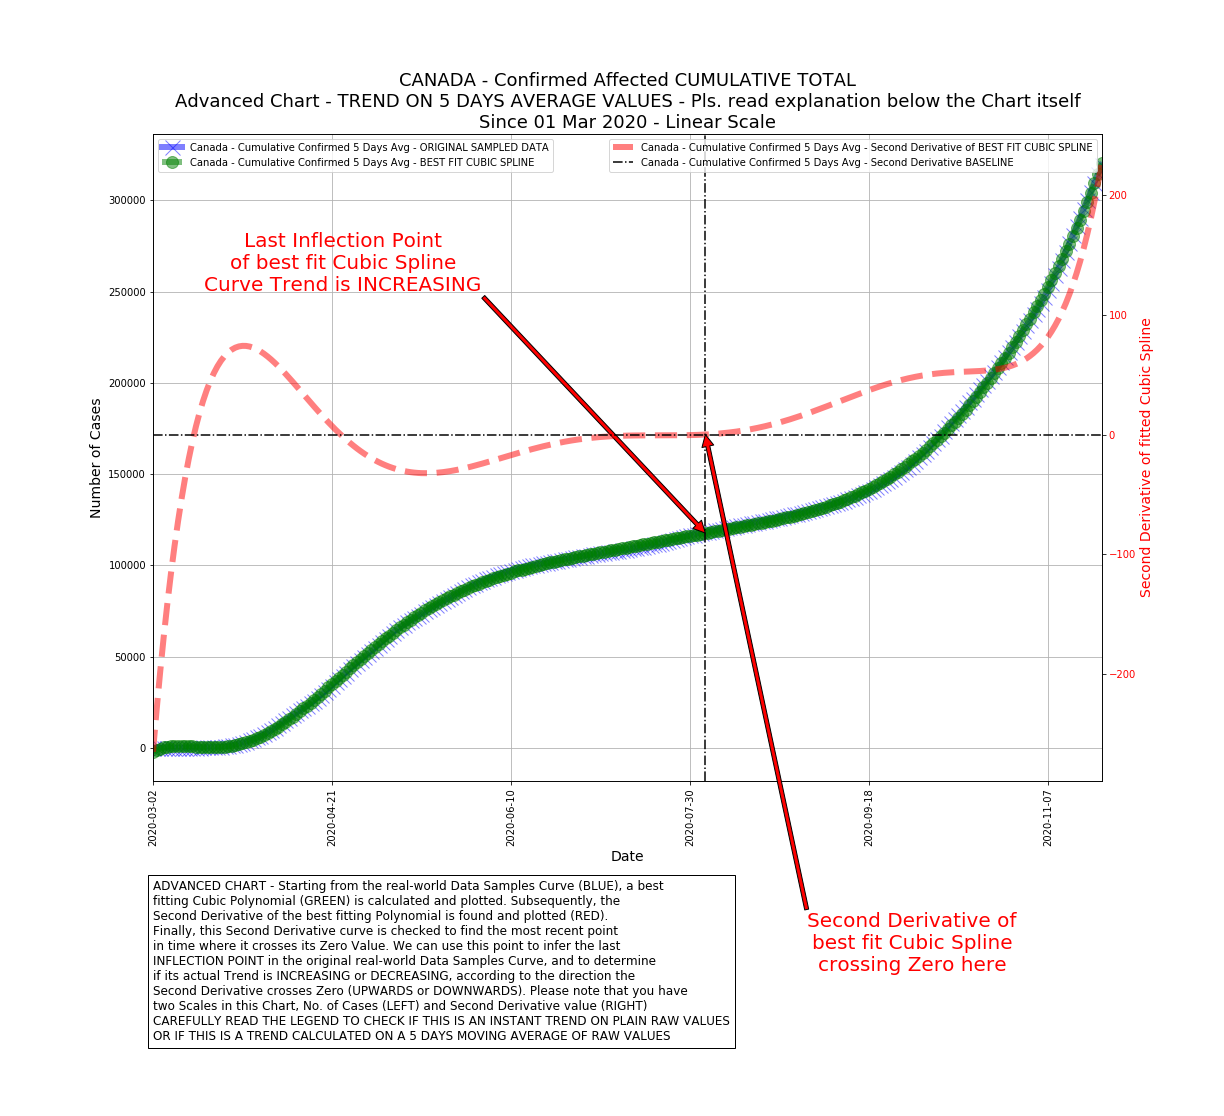 CANADA - Confirmed Affected CUMULATIVE TOTAL
Advanced Chart - TREND ON 5 DAYS AVERAGE VALUES - Pls. read explanation below the Chart itself
Since 01 Mar 2020 - Linear Scale
Canada - Cumulative Confirmed 5 Days Avg - ORIGINAL SAMPLED DATA
Canada - Cumulative Confirmed 5 Days Avg - BEST FIT CUBIC SPLINE
Canada - Cumulative Confirmed 5 Days Avg - Second Derivative of BEST FIT CUBIC SPLINE
Canada - Cumulative Confirmed 5 Days Avg - Second Derivative BASELINE
Last Inflection Point
of best fit Cubic Spline
Curve Trend is INCREASING
Number of Cases
300000
250000
200000
150000
100000
50000
0
200
100
0
−100
−200
Second Derivative of fitted Cubic Spline
2020-03-02
2020-04-21
2020-06-10
2020-07-30
2020-09-18
2020-11-07
Date
ADVANCED CHART - Starting from the real-world Data Samples Curve (BLUE), a best
fitting Cubic Polynomial (GREEN) is calculated and plotted. Subsequently, the
Second Derivative of the best fitting Polynomial is found and plotted (RED).
Finally, this Second Derivative curve is checked to find the most recent point
in time where it crosses its Zero Value. We can use this point to infer the last
INFLECTION POINT in the original real-world Data Samples Curve, and to determine
if its actual Trend is INCREASING or DECREASING, according to the direction the
Second Derivative crosses Zero (UPWARDS or DOWNWARDS). Please note that you have
two Scales in this Chart, No. of Cases (LEFT) and Second Derivative value (RIGHT)
CAREFULLY READ THE LEGEND TO CHECK IF THIS IS AN INSTANT TREND ON PLAIN RAW VALUES
OR IF THIS IS A TREND CALCULATED ON A 5 DAYS MOVING AVERAGE OF RAW VALUES
Second Derivative of
best fit Cubic Spline
crossing Zero here